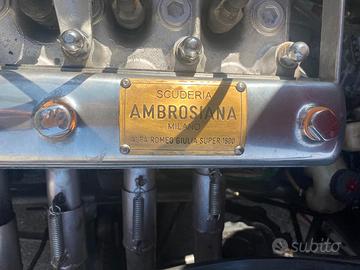 SCUDERIA
AMBROSIANA
MILANO
ALFA ROMEO GIULIA SUPER 1600
subito